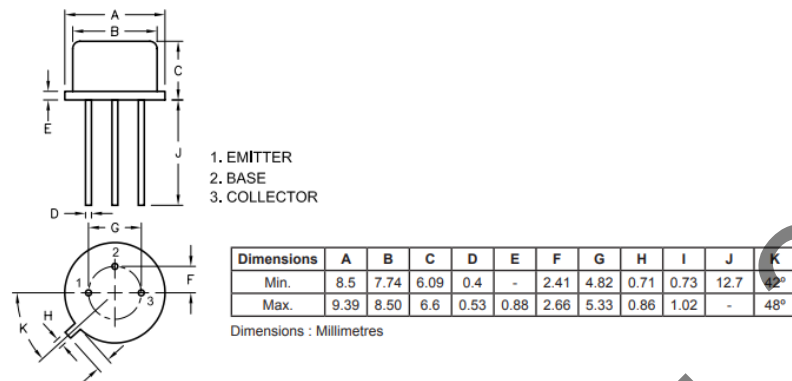 A
B
C
E
J
1. EMITTER
2. BASE
3. COLLECTOR
D
G
2
1
3
F
H
K
Dimensions A B C D E F G H I J K
Min. 8.5 7.74 6.09 0.4 - 2.41 4.82 0.71 0.73 12.7 42º
Max. 9.39 8.50 6.6 0.53 0.88 2.66 5.33 0.86 1.02 - 48º
Dimensions : Millimetres